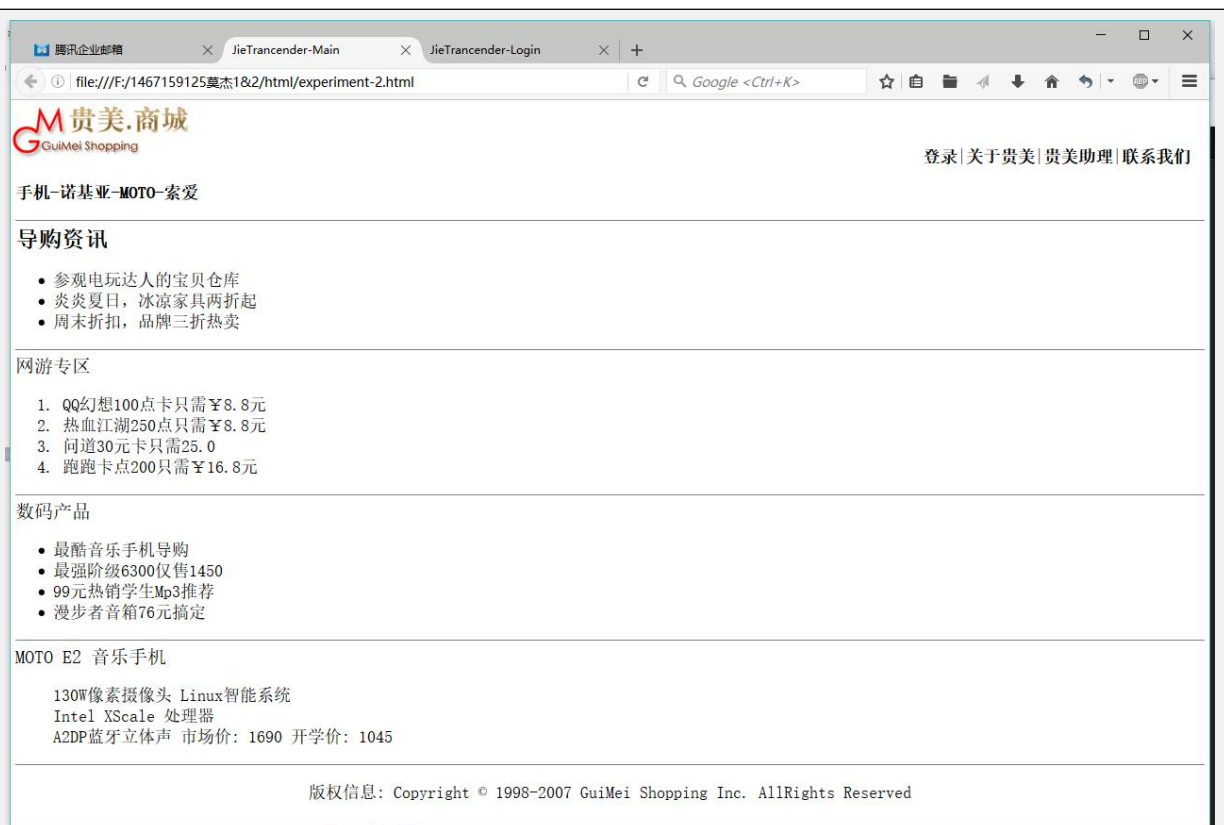 腾讯企业邮箱 JieTrancender-Main JieTrancender-Login
file:///F:/1467159125莫杰1&2/html/experiment-2.html Google <Ctrl+K>
M贵美.商城
GuiMei Shopping
登录|关于贵美|贵美助理|联系我们
手机-诺基亚-MOTO-索爱
导购资讯
• 参观电玩达人的宝贝仓库
• 炎炎夏日，冰凉家具两折起
• 周末折扣，品牌三折热卖
网游专区
1. QQ幻想100点卡只需￥8.8元
2. 热血江湖250点只需￥8.8元
3. 问道30元卡只需25.0
4. 跑跑卡点200只需￥16.8元
数码产品
• 最酷音乐手机导购
• 最强阶级6300仅售1450
• 99元热销学生Mp3推荐
• 漫步者音箱76元搞定
MOTO E2 音乐手机
130W像素摄像头 Linux智能系统
Intel XScale 处理器
A2DP蓝牙立体声 市场价: 1690 开学价: 1045
版权信息: Copyright © 1998-2007 GuiMei Shopping Inc. AllRights Reserved